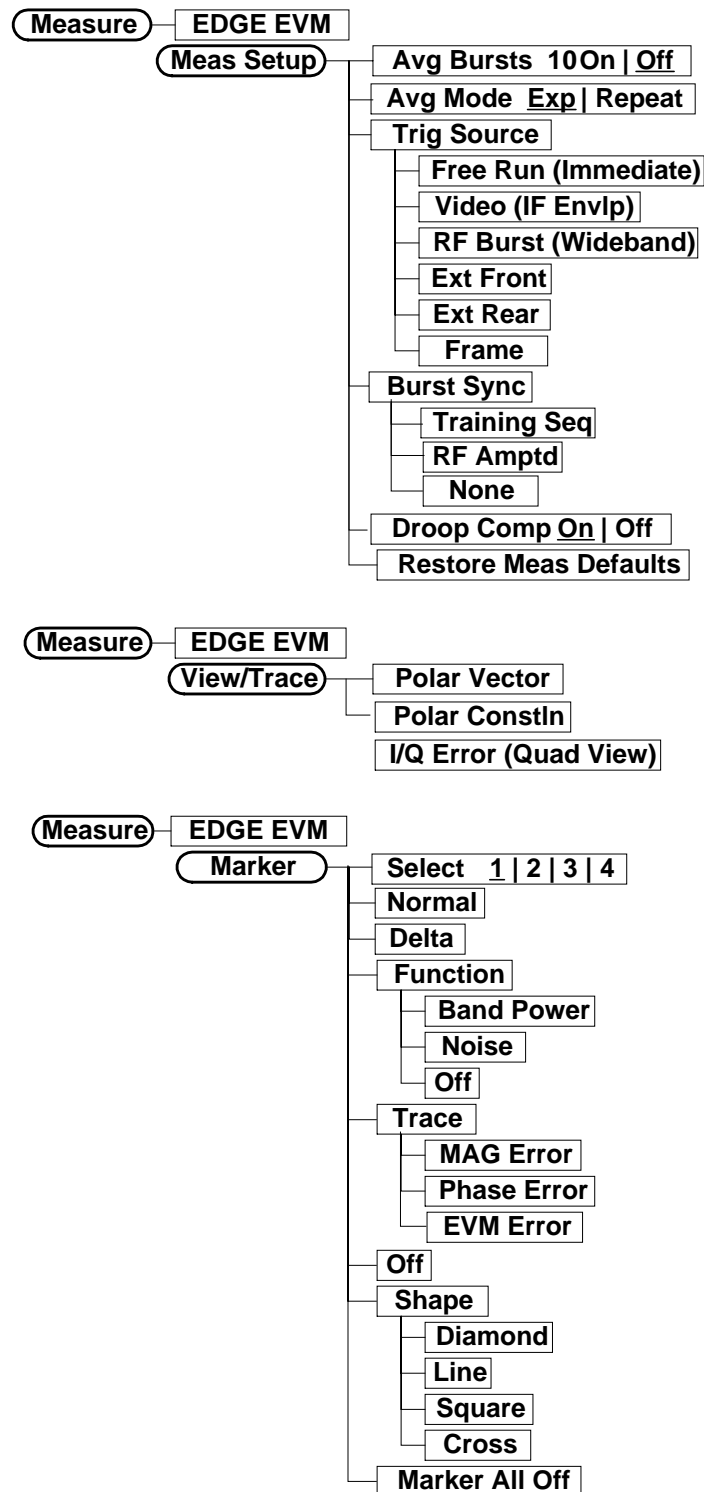 Measure EDGE EVM
Meas Setup Avg Bursts 10On | Off
Avg Mode Exp | Repeat
Trig Source
Free Run (Immediate)
Video (IF Envlp)
RF Burst (Wideband)
Ext Front
Ext Rear
Frame
Burst Sync
Training Seq
RF Amptd
None
Droop Comp On | Off
Restore Meas Defaults
Measure EDGE EVM
View/Trace Polar Vector
Polar Constln
I/Q Error (Quad View)
Measure EDGE EVM
Marker Select 1 | 2 | 3 | 4
Normal
Delta
Function
Band Power
Noise
Off
Trace
MAG Error
Phase Error
EVM Error
Off
Shape
Diamond
Line
Square
Cross
Marker All Off